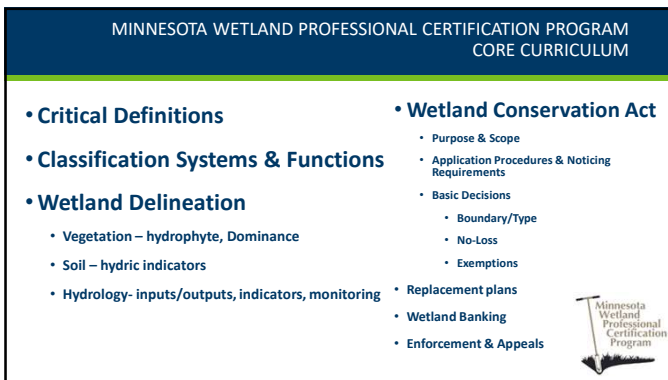 MINNESOTA WETLAND PROFESSIONAL CERTIFICATION PROGRAM
CORE CURRICULUM
• Critical Definitions
• Classification Systems & Functions
• Wetland Delineation
• Vegetation – hydrophyte, Dominance
• Soil – hydric indicators
• Hydrology- inputs/outputs, indicators, monitoring
• Wetland Conservation Act
• Purpose & Scope
• Application Procedures & Noticing
Requirements
• Basic Decisions
• Boundary/Type
• No-Loss
• Exemptions
• Replacement plans
• Wetland Banking
• Enforcement & Appeals
Minnesota
Wetland
Professional
Certification
Program